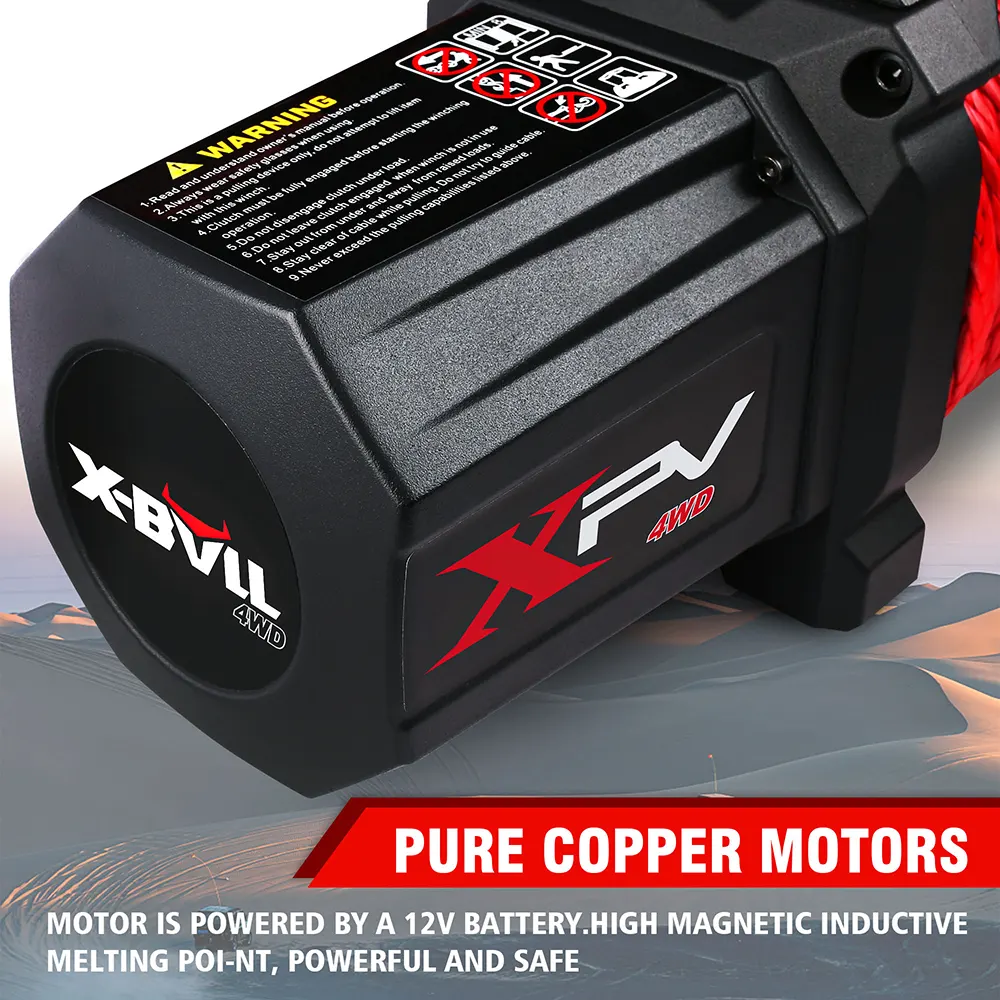 MIN 8
WARNING
1.Read and understand owner's manual before operation.
2.Always wear safety glasses when using.
3.This is a pulling device only, do not attempt to lift item
with this winch.
4.Clutch must be fully engaged before starting the winching
operation.
5.Do not disengage clutch under load.
6.Do not leave clutch engaged when winch is not in use
7.Stay out from under ans away from raised loads.
8.Stay clear of cable while pulling. Do not try to guide cable.
9.Never exceed the pulling capabilities listed above.
X-BULL
4WD
XPV
4WD
PURE COPPER MOTORS
MOTOR IS POWERED BY A 12V BATTERY.HIGH MAGNETIC INDUCTIVE
MELTING POI-NT, POWERFUL AND SAFE